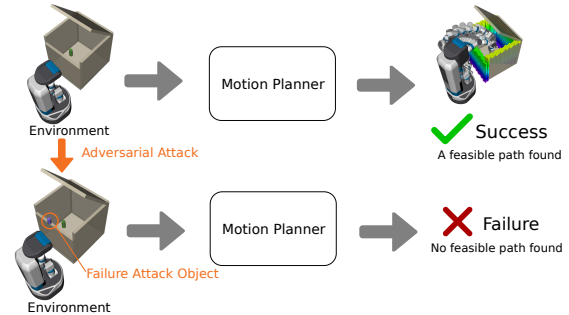 Motion Planner
Environment
Success
A feasible path found
Adversarial Attack
Motion Planner
Failure
No feasible path found
Failure Attack Object
Environment